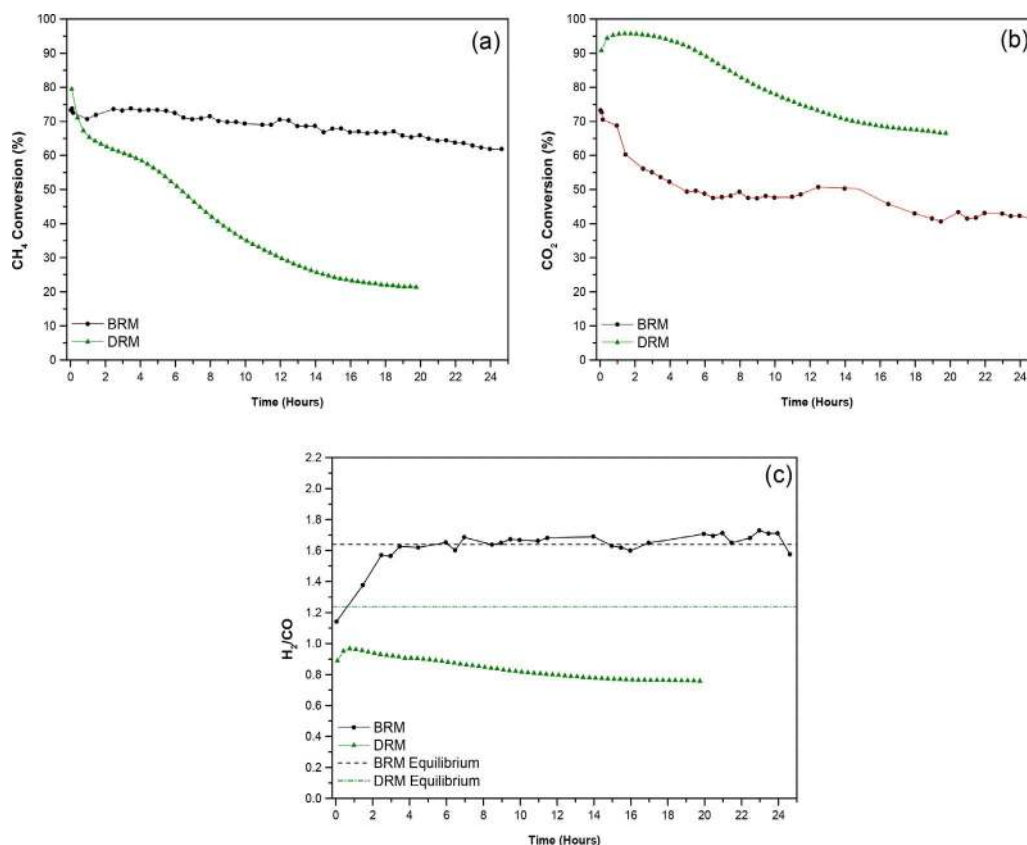 (a)
CH4 Conversion (%)
100
90
80
70
60
50
40
30
20
10
0
BRM
DRM
0 2 4 6 8 10 12 14 16 18 20 22 24
Time (Hours)
(b)
CO2 Conversion (%)
100
90
80
70
60
50
40
30
20
10
0
BRM
DRM
0 2 4 6 8 10 12 14 16 18 20 22 24
Time (Hours)
(c)
H2/CO
2.2
2.0
1.8
1.6
1.4
1.2
1.0
0.8
0.6
0.4
0.2
0.0
BRM
DRM
BRM Equilibrium
DRM Equilibrium
0 2 4 6 8 10 12 14 16 18 20 22 24
Time (Hours)